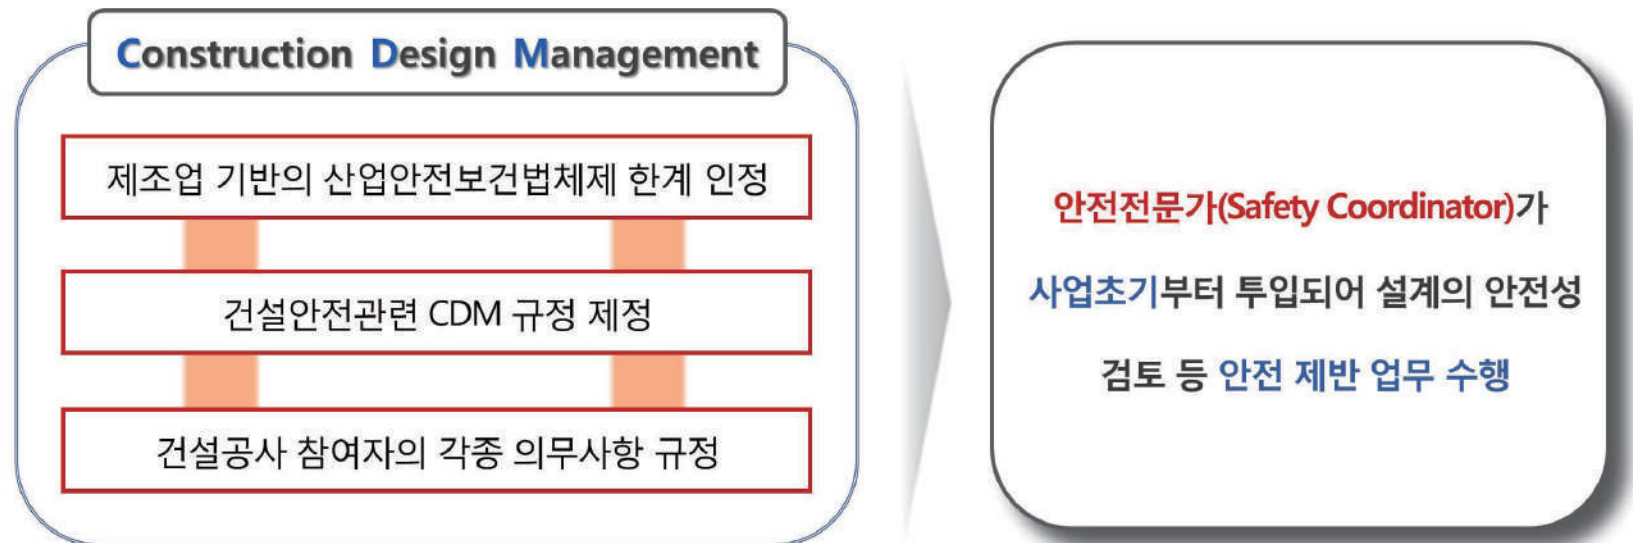 Construction Design Management
제조업 기반의 산업안전보건법체제 한계 인정
건설안전관련 CDM 규정 제정
건설공사 참여자의 각종 의무사항 규정
안전전문가(Safety Coordinator)가
사업초기부터 투입되어 설계의 안전성
검토 등 안전 제반 업무 수행